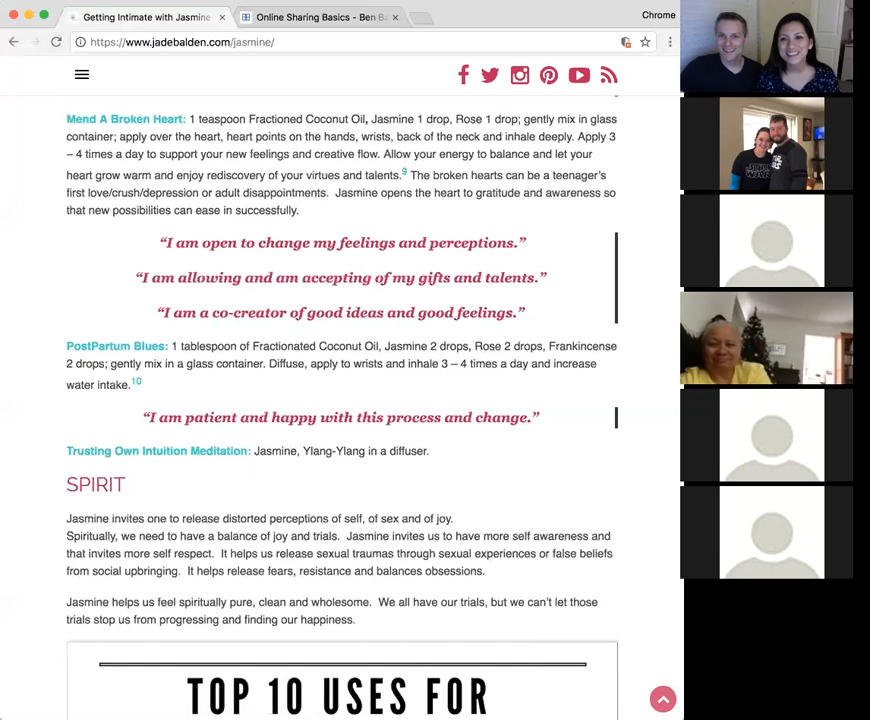 Getting Intimate with Jasmine
Online Sharing Basics - Ben B
Chrome
https://www.jadebalden.com/jasmine/
Mend A Broken Heart: 1 teaspoon Fractioned Coconut Oil, Jasmine 1 drop, Rose 1 drop; gently mix in glass
container; apply over the heart, heart points on the hands, wrists, back of the neck and inhale deeply. Apply 3
– 4 times a day to support your new feelings and creative flow. Allow your energy to balance and let your
heart grow warm and enjoy rediscovery of your virtues and talents.9 The broken hearts can be a teenager's
first love/crush/depression or adult disappointments. Jasmine opens the heart to gratitude and awareness so
that new possibilities can ease in successfully.
“I am open to change my feelings and perceptions.”
“I am allowing and am accepting of my gifts and talents.”
“I am a co-creator of good ideas and good feelings.”
PostPartum Blues: 1 tablespoon of Fractionated Coconut Oil, Jasmine 2 drops, Rose 2 drops, Frankincense
2 drops; gently mix in a glass container. Diffuse, apply to wrists and inhale 3 – 4 times a day and increase
water intake.10
“I am patient and happy with this process and change.”
Trusting Own Intuition Meditation: Jasmine, Ylang-Ylang in a diffuser.
SPIRIT
Jasmine invites one to release distorted perceptions of self, of sex and of joy.
Spiritually, we need to have a balance of joy and trials. Jasmine invites us to have more self awareness and
that invites more self respect. It helps us release sexual traumas through sexual experiences or false beliefs
from social upbringing. It helps release fears, resistance and balances obsessions.
Jasmine helps us feel spiritually pure, clean and wholesome. We all have our trials, but we can't let those
trials stop us from progressing and finding our happiness.
TOP 10 USES FOR